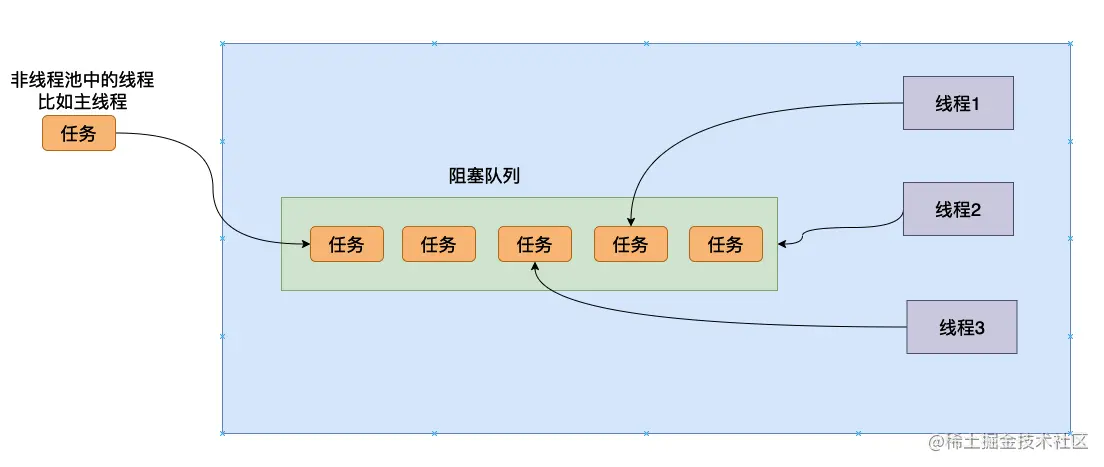 非线程池中的线程
比如主线程
任务
阻塞队列
任务
任务
任务
任务
任务
线程1
线程2
线程3
@稀土掘金技术社区